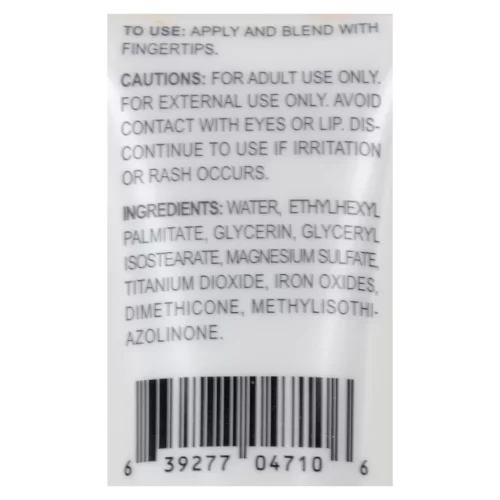 TO USE: APPLY AND BLEND WITH
FINGERTIPS.
CAUTIONS: FOR ADULT USE ONLY.
FOR EXTERNAL USE ONLY. AVOID
CONTACT WITH EYES OR LIP. DIS-
CONTINUE TO USE IF IRRITATION
OR RASH OCCURS.
INGREDIENTS: WATER, ETHYLHEXYL
PALMITATE, GLYCERIN, GLYCERYL
ISOSTEARATE, MAGNESIUM SULFATE,
TITANIUM DIOXIDE, IRON OXIDES,
DIMETHICONE, METHYLISOTHI-
AZOLINONE.
6 39277 04710 6